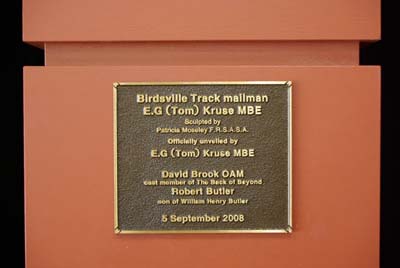 Birdsville Track mailman
E.G (Tom) Kruse MBE
Sculpted by
Patricia Moseley F.R.S.A.S.A.
Officially unveiled by
E.G (Tom) Kruse MBE
David Brook OAM
cast member of The Back of Beyond
Robert Butler
son of William Henry Butler
5 September 2008